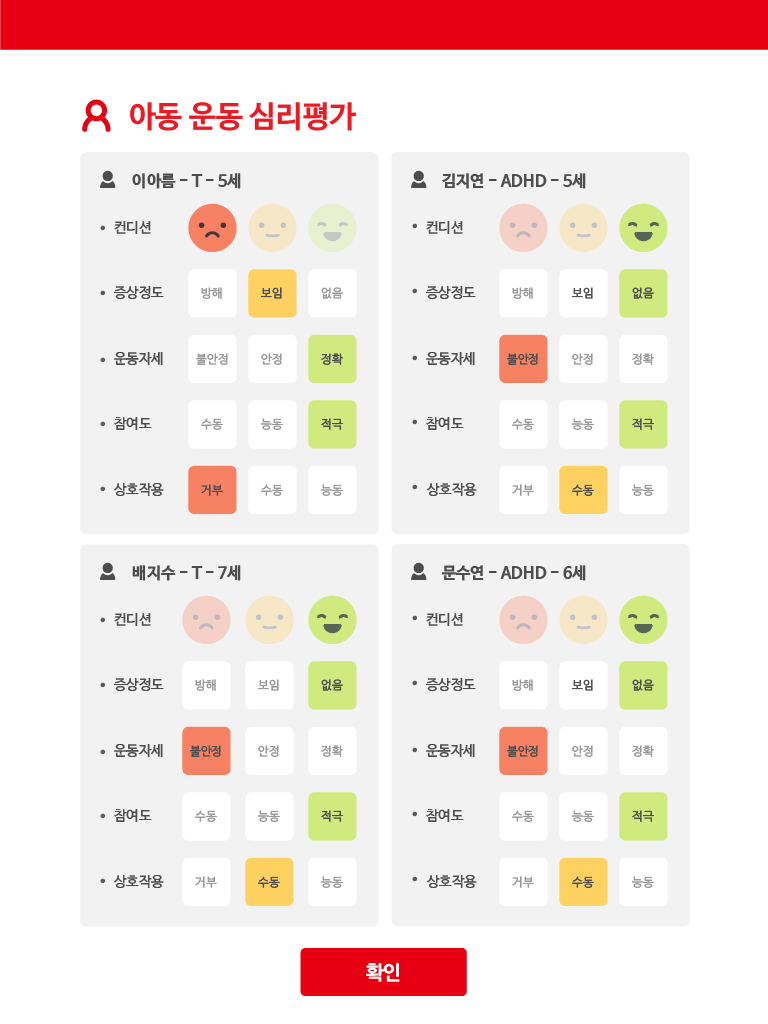 아동 운동 심리평가
이아름 - T - 5세
• 컨디션
• 증상정도 방해 보임 없음
• 운동자세 불안정 안정 정확
• 참여도 수동 능동 적극
• 상호작용 거부 수동 능동
김지연 - ADHD - 5세
• 컨디션
• 증상정도 방해 보임 없음
• 운동자세 불안정 안정 정확
• 참여도 수동 능동 적극
• 상호작용 거부 수동 능동
배지수 - T - 7세
• 컨디션
• 증상정도 방해 보임 없음
• 운동자세 불안정 안정 정확
• 참여도 수동 능동 적극
• 상호작용 거부 수동 능동
문수연 - ADHD - 6세
• 컨디션
• 증상정도 방해 보임 없음
• 운동자세 불안정 안정 정확
• 참여도 수동 능동 적극
• 상호작용 거부 수동 능동
확인